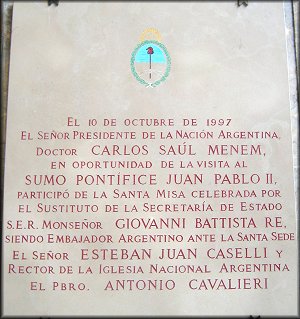 El 10 de octubre de 1997
El Señor Presidente de la Nación Argentina,
Doctor CARLOS SAÚL MENEM,
en oportunidad de la visita al
SUMO PONTÍFICE JUAN PABLO II,
participó de la Santa Misa celebrada por
el Sustituto de la Secretaría de Estado
S.E.R. Monseñor GIOVANNI BATTISTA RE,
siendo Embajador Argentino ante la Santa Sede
El Señor ESTEBAN JUAN CASELLI y
Rector de la Iglesia Nacional Argentina
el Pbro. ANTONIO CAVALIERI